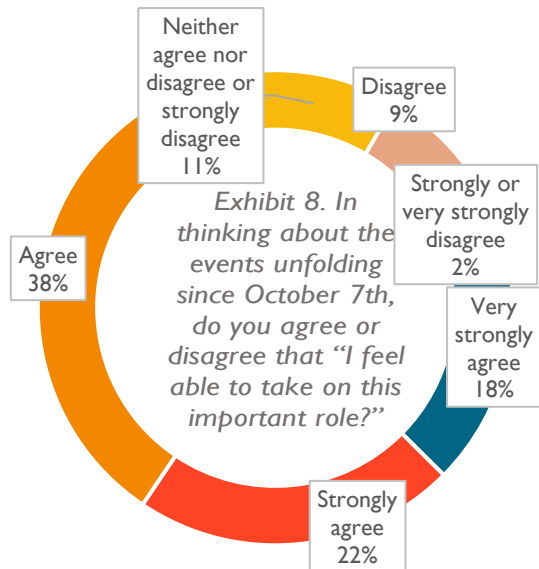 Neither
agree nor
disagree or
strongly
disagree
11%
Disagree
9%
Strongly or
very strongly
disagree
2%
Very
strongly
agree
18%
Strongly
agree
22%
Agree
38%
Exhibit 8. In
thinking about the
events unfolding
since October 7th,
do you agree or
disagree that “I feel
able to take on this
important role?”